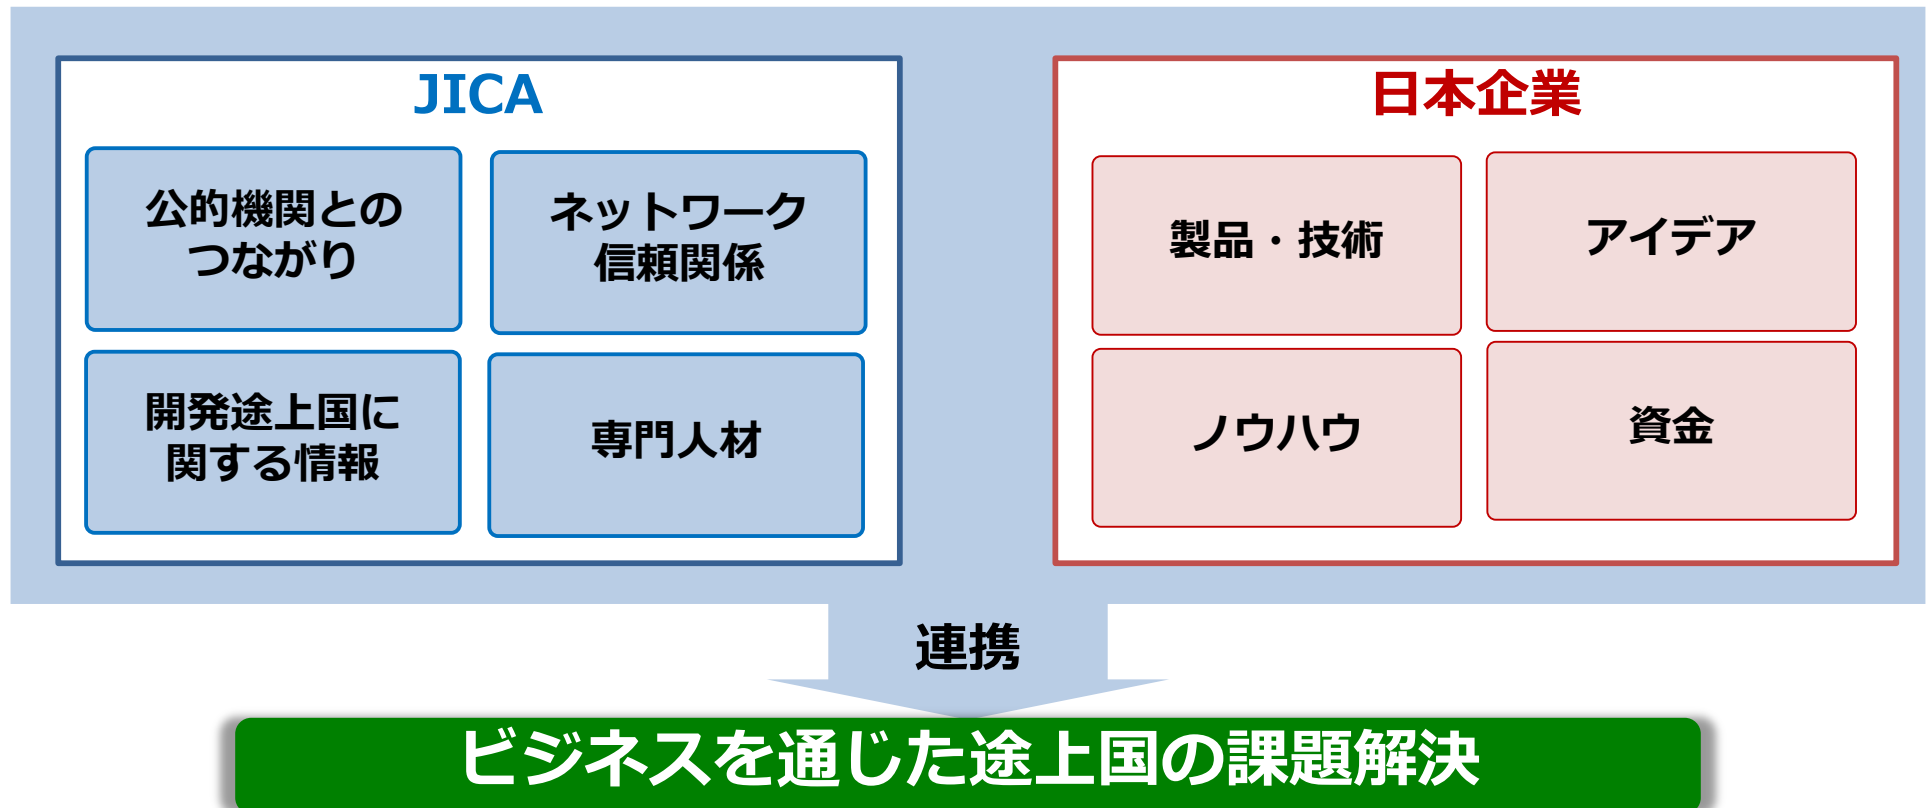 JICA
公的機関との
つながり
ネットワーク
信頼関係
開発途上国に
関する情報
専門人材
日本企業
製品・技術
アイデア
ノウハウ
資金
連携
ビジネスを通じた途上国の課題解決